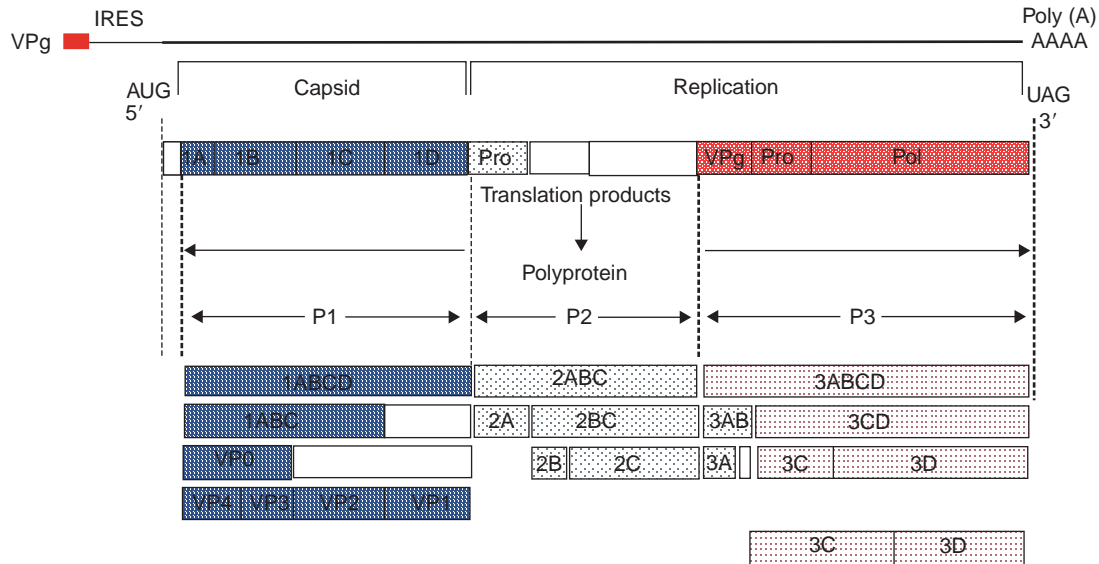 IRES Poly (A)
VPg AAAA
AUG Capsid Replication UAG
5′ 3′
1A 1B 1C 1D Pro VPg Pro Pol
Translation products
Polyprotein
P1 P2 P3
1ABCD 2ABC 3ABCD
1ABC 2A 2BC 3AB 3CD
VP0 2B 2C 3A 3C 3D
VP4 VP3 VP2 VP1
3C 3D